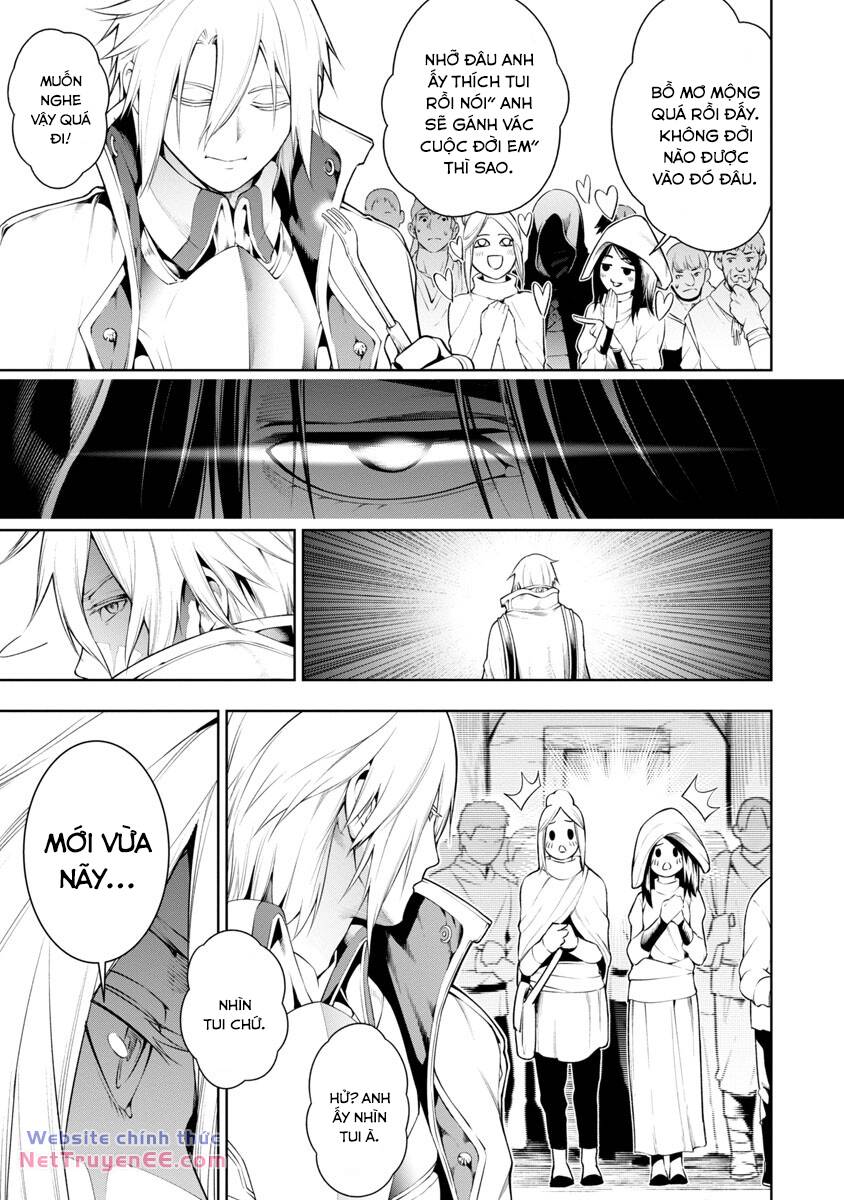 BỒ MƠ MỘNG
QUÁ RỒI ĐẤY.
KHÔNG ĐỜI
NÀO ĐƯỢC
VÀO ĐÓ ĐÂU.
NHỠ ĐÂU ANH
ẤY THÍCH TUI
RỒI NÓI" ANH
SẼ GÁNH VÁC
CUỘC ĐỜI EM"
THÌ SAO.
MUỐN
NGHE
VẬY QUÁ
ĐI!
HỬ? ANH
ẤY NHÌN
TUI À.
NHÌN
TUI CHỨ.
MỚI VỪA
NÃY...
Website chính thức
NetTruyenEE.com